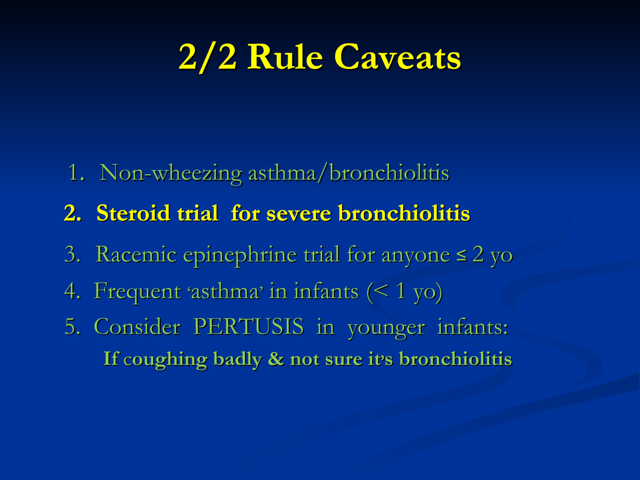 2/2 Rule Caveats
1. Non-wheezing asthma/bronchiolitis
2. Steroid trial for severe bronchiolitis
3. Racemic epinephrine trial for anyone ≤ 2 yo
4. Frequent ‘asthma’ in infants (< 1 yo)
5. Consider PERTUSIS in younger infants:
If coughing badly & not sure it’s bronchiolitis